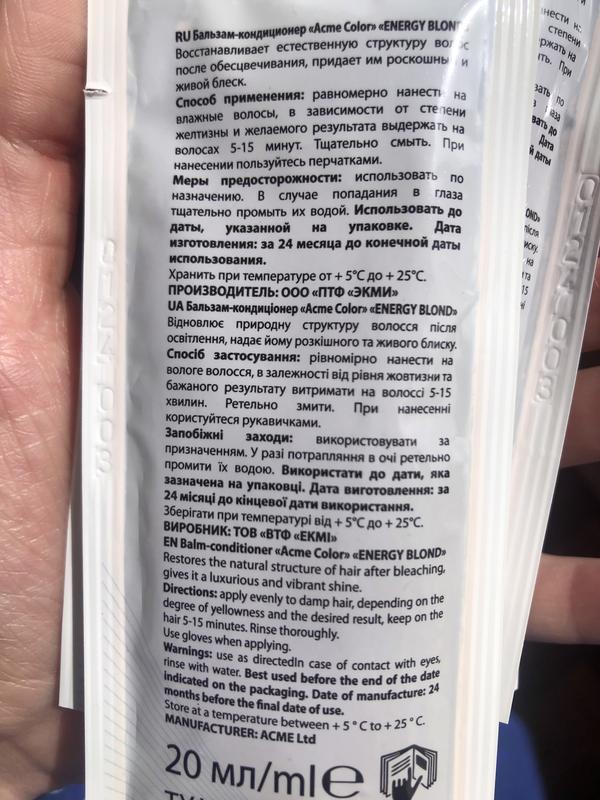 RU Бальзам-кондиционер «Acme Color» «ENERGY BLOND»
Восстанавливает естественную структуру волос
после обесцвечивания, придает им роскошный и
живой блеск.
Способ применения: равномерно нанести на
влажные волосы, в зависимости от степени
желтизны и желаемого результата выдержать на
волосах 5-15 минут. Тщательно смыть. При
нанесении пользуйтесь перчатками.
Меры предосторожности: использовать по
назначению. В случае попадания в глаза
тщательно промыть их водой. Использовать до
даты, указанной на упаковке. Дата
изготовления: за 24 месяца до конечной даты
использования.
Хранить при температуре от + 5°C до + 25°C.
ПРОИЗВОДИТЕЛЬ: ООО «ПТФ «ЭКМИ»
UA Бальзам-кондиціонер «Acme Color» «ENERGY BLOND»
Відновлює природну структуру волосся після
освітлення, надає йому розкішного та живого блиску.
Спосіб застосування: рівномірно нанести на
вологе волосся, в залежності від рівня жовтизни та
бажаного результату витримати на волоссі 5-15
хвилин. Ретельно змити. При нанесенні
користуйтеся рукавичками.
Запобіжні заходи: використовувати за
призначенням. У разі потрапляння в очі ретельно
промити їх водою. Використати до дати, яка
зазначена на упаковці. Дата виготовлення: за
24 місяці до кінцевої дати використання.
Зберігати при температурі від + 5°C до + 25°C.
ВИРОБНИК: ТОВ «ВТФ «ЕКМІ»
EN Balm-conditioner «Acme Color» «ENERGY BLOND»
Restores the natural structure of hair after bleaching,
gives it a luxurious and vibrant shine.
Directions: apply evenly to damp hair, depending on the
degree of yellowness and the desired result, keep on the
hair 5-15 minutes. Rinse thoroughly.
Use gloves when applying.
Warnings: use as directedIn case of contact with eyes,
rinse with water. Best used before the end of the date
indicated on the packaging. Date of manufacture: 24
months before the final date of use.
Store at a temperature between + 5 ° C to + 25 ° C.
MANUFACTURER: ACME Ltd
20 мл/ml e